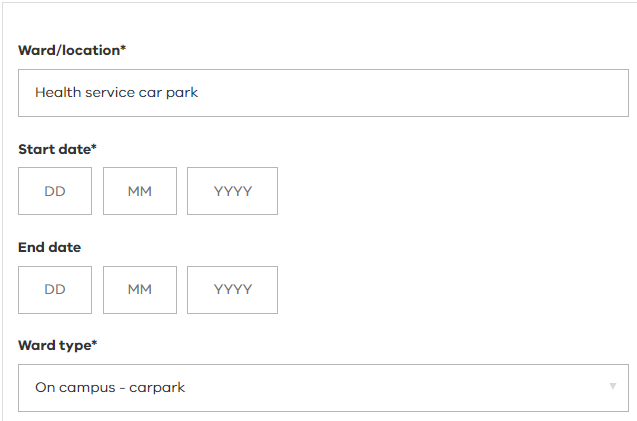 Ward/location*
Health service car park
Start date*
DD MM YYYY
End date
DD MM YYYY
Ward type*
On campus - carpark